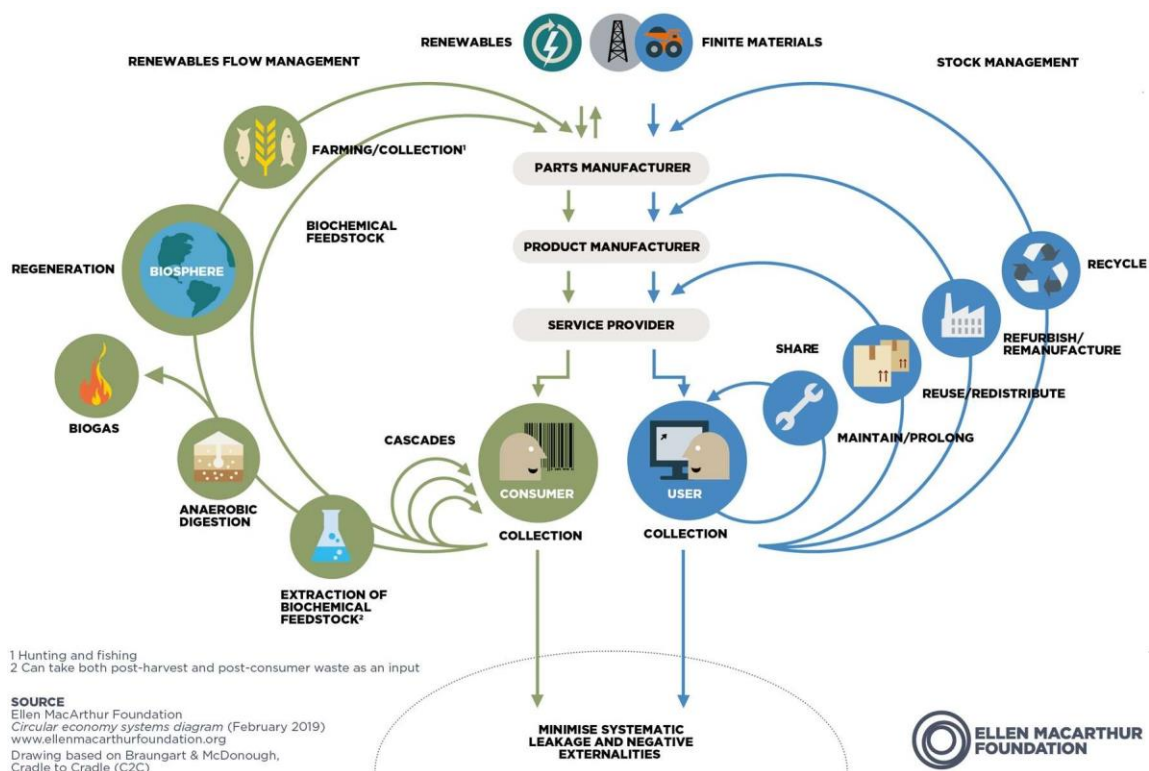 RENEWABLES
FINITE MATERIALS
RENEWABLES FLOW MANAGEMENT
STOCK MANAGEMENT
FARMING/COLLECTION¹
PARTS MANUFACTURER
BIOCHEMICAL
FEEDSTOCK
PRODUCT MANUFACTURER
REGENERATION
BIOSPHERE
RECYCLE
SERVICE PROVIDER
SHARE
REFURBISH/
REMANUFACTURE
REUSE/REDISTRIBUTE
BIOGAS
CASCADES
MAINTAIN/PROLONG
CONSUMER
USER
ANAEROBIC
DIGESTION
COLLECTION
COLLECTION
EXTRACTION OF
BIOCHEMICAL
FEEDSTOCK²
1 Hunting and fishing
2 Can take both post-harvest and post-consumer waste as an input
SOURCE
Ellen MacArthur Foundation
Circular economy systems diagram (February 2019)
www.ellenmacarthurfoundation.org
Drawing based on Braungart & McDonough,
Cradle to Cradle (C2C)
MINIMISE SYSTEMATIC
LEAKAGE AND NEGATIVE
EXTERNALITIES
ELLEN MACARTHUR
FOUNDATION